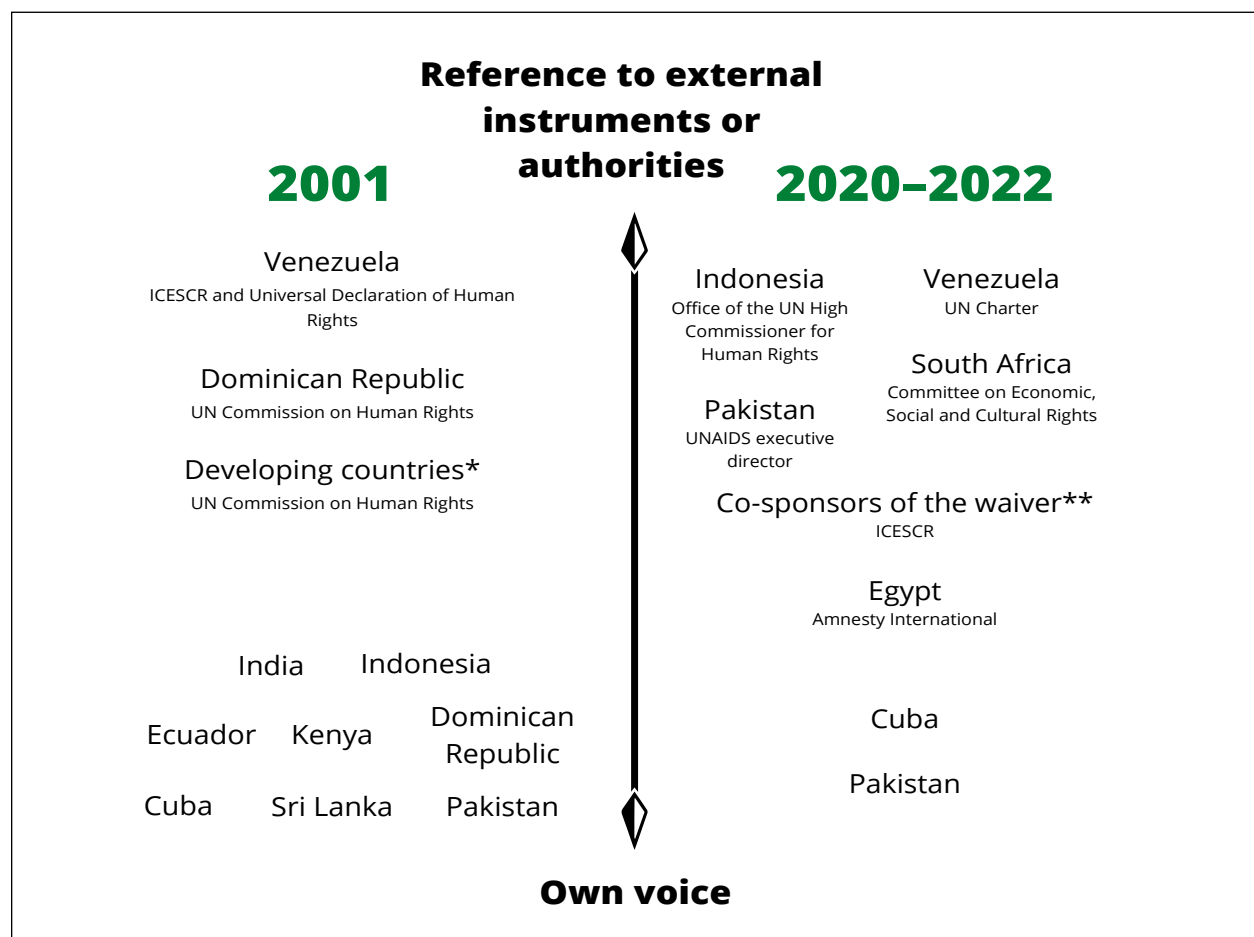 Reference to external
instruments or
authorities
2001
2020–2022
Venezuela
ICESCR and Universal Declaration of Human
Rights
Dominican Republic
UN Commission on Human Rights
Developing countries*
UN Commission on Human Rights
India
Indonesia
Ecuador
Kenya
Dominican
Republic
Cuba
Sri Lanka
Pakistan
Indonesia
Office of the UN High
Commissioner for
Human Rights
Venezuela
UN Charter
South Africa
Committee on Economic,
Social and Cultural Rights
Pakistan
UNAIDS executive
director
Co-sponsors of the waiver**
ICESCR
Egypt
Amnesty International
Cuba
Pakistan
Own voice